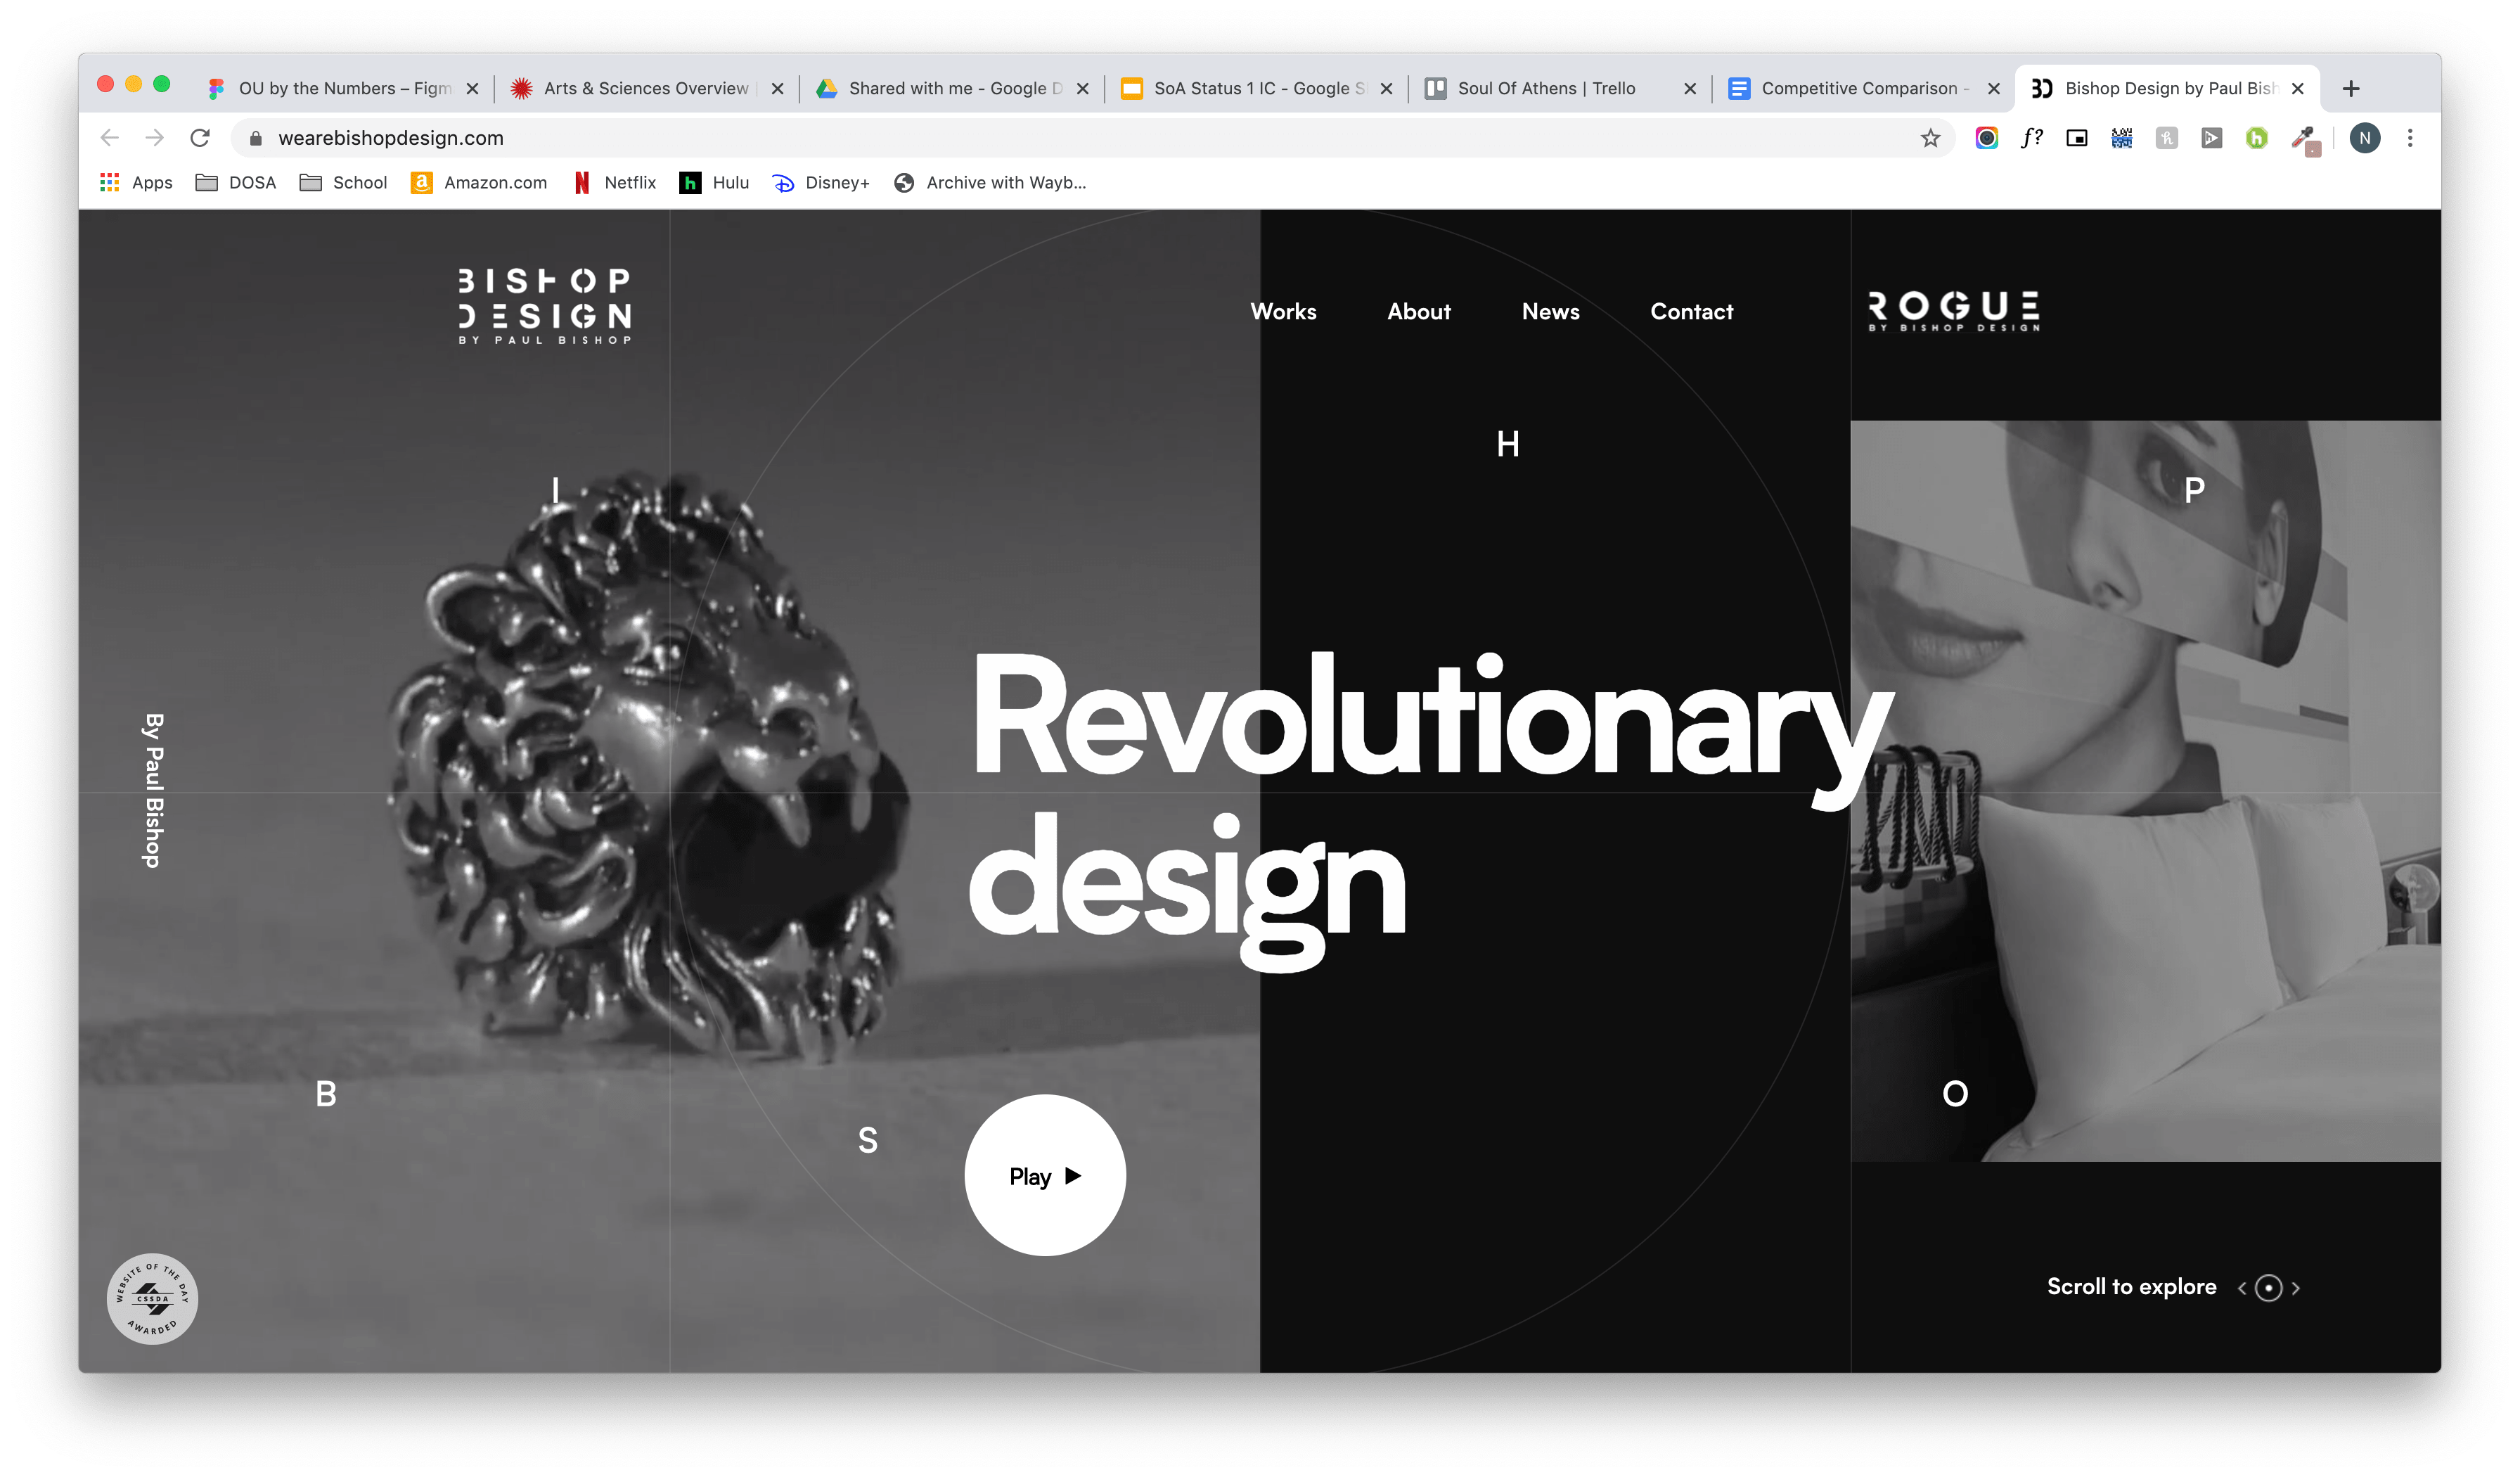 OU by the Numbers – Figm
Arts & Sciences Overview |
Shared with me - Google D
SoA Status 1 IC - Google S
Soul Of Athens | Trello
Competitive Comparison -
Bishop Design by Paul Bish
wearbishopdesign.com
f?
N
Apps
DOSA
School
Amazon.com
Netflix
Hulu
Disney+
Archive with Wayb...
BISHOP
DESIGN
BY PAUL BISHOP
Works
About
News
Contact
ROGUE
BY BISHOP DESIGN
H
I
P
Revolutionary
design
By Paul Bishop
B
S
O
Play
WEBSITE OF THE DAY
CSSDA
AWARDED
Scroll to explore